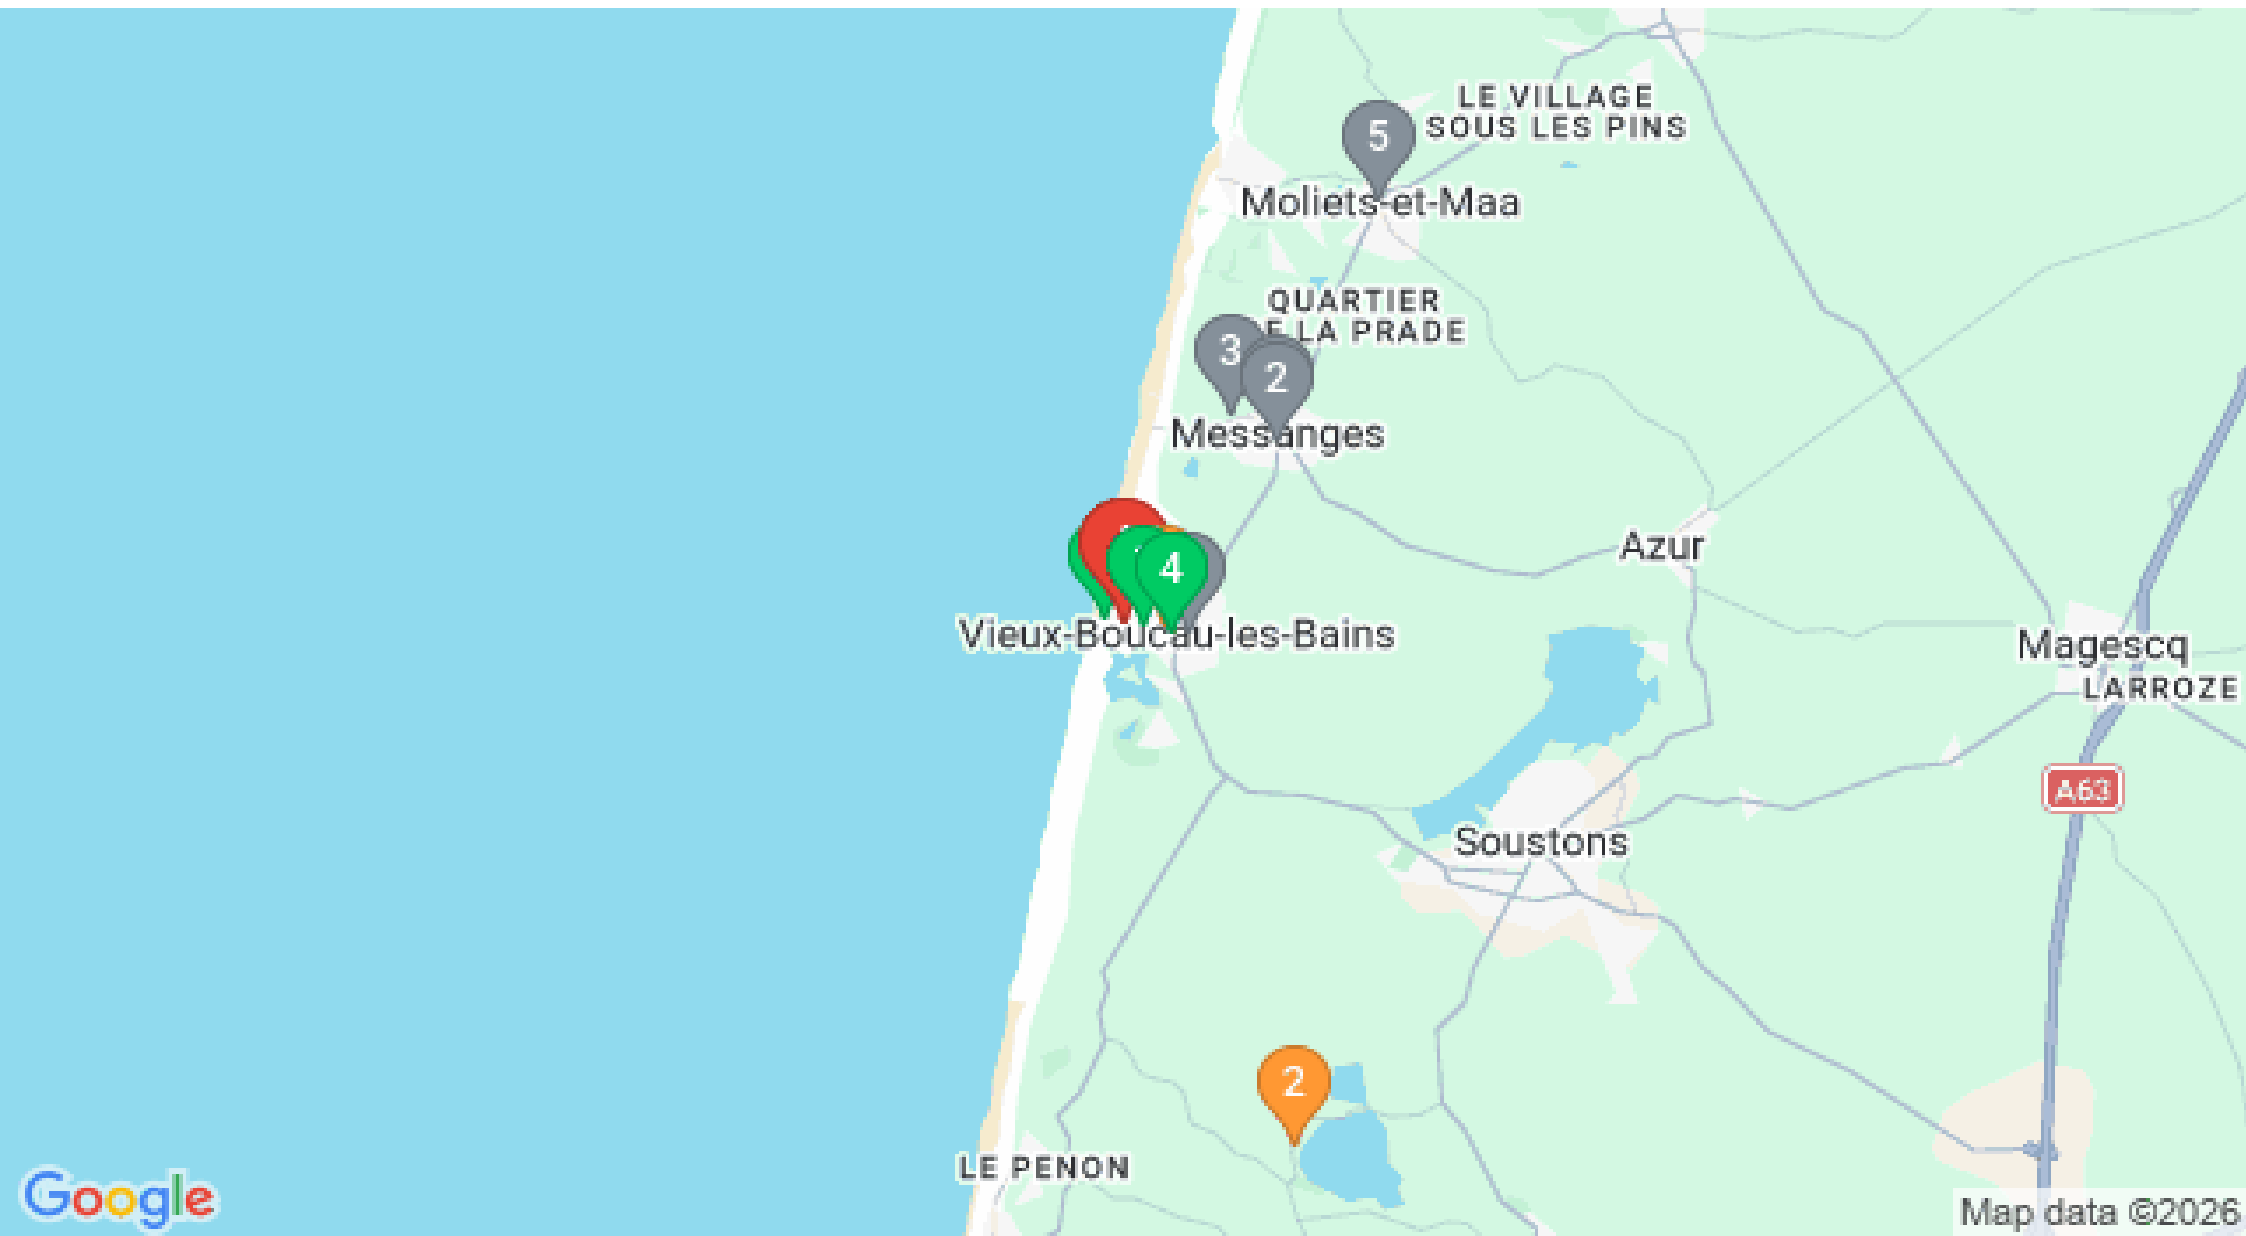 LE VILLAGE
SOUS LES PINS
5
Moliets-et-Maa
QUARTIER
LA PRADE
3
2
Messanges
4
Azur
Vieux-Boucau-les-Bains
Magescq
LARROZE
A63
Soustons
2
LE PENON
Google
Map data ©2026